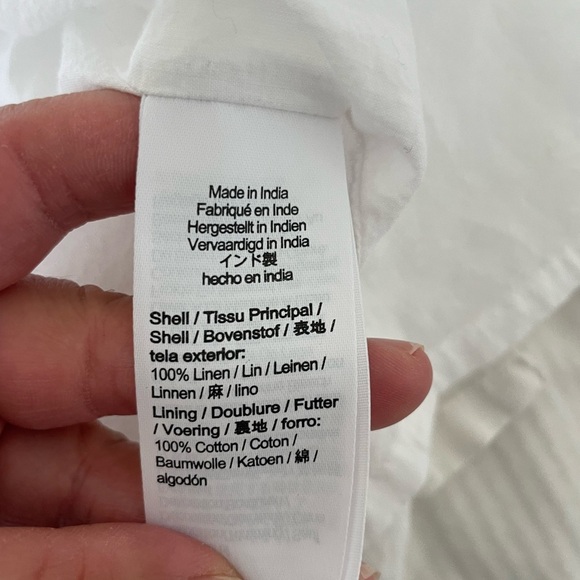 Made in India
Fabriqué en Inde
Hergestellt in Indien
Vervaardigd in India
インド製
hecho en india
Shell / Tissu Principal /
Shell / Bovenstof / 表地 /
tela exterior:
100% Linen / Lin / Leinen /
Linnen / 麻 / lino
Lining / Doublure / Futter
/ Voering / 裏地 / forro:
100% Cotton / Coton /
Baumwolle / Katoen / 綿 /
algodón